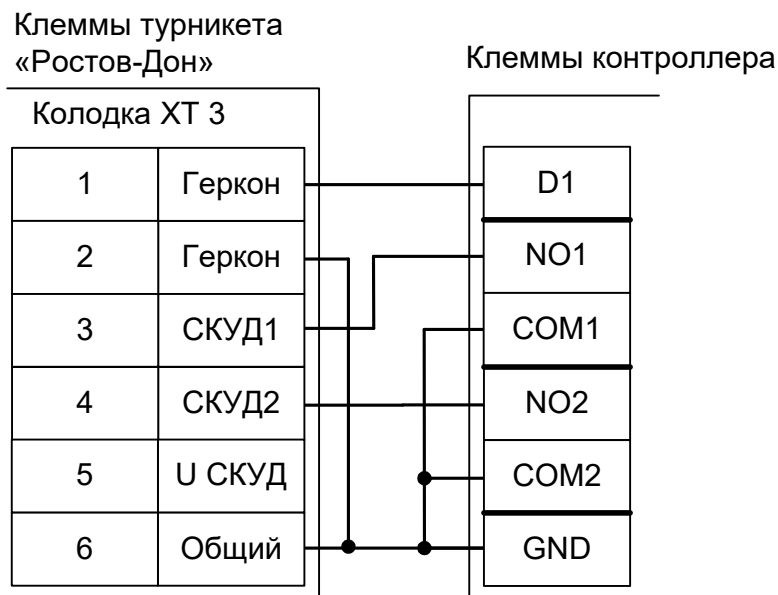 Клеммы турникета
«Ростов-Дон»
Клеммы контроллера
Колодка XT 3
1 Геркон D1
2 Геркон NO1
3 СКУД1 COM1
4 СКУД2 NO2
5 U СКУД COM2
6 Общий GND